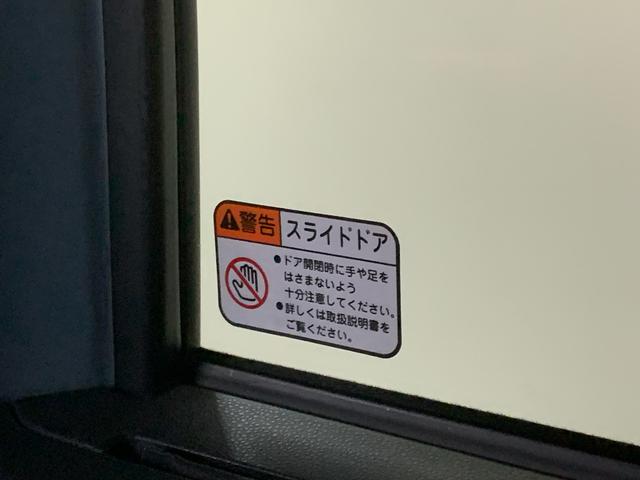 警告 スライドドア
●ドア開閉時に手や足を
はさまないよう
十分注意してください。
●詳しくは取扱説明書を
ご覧ください。